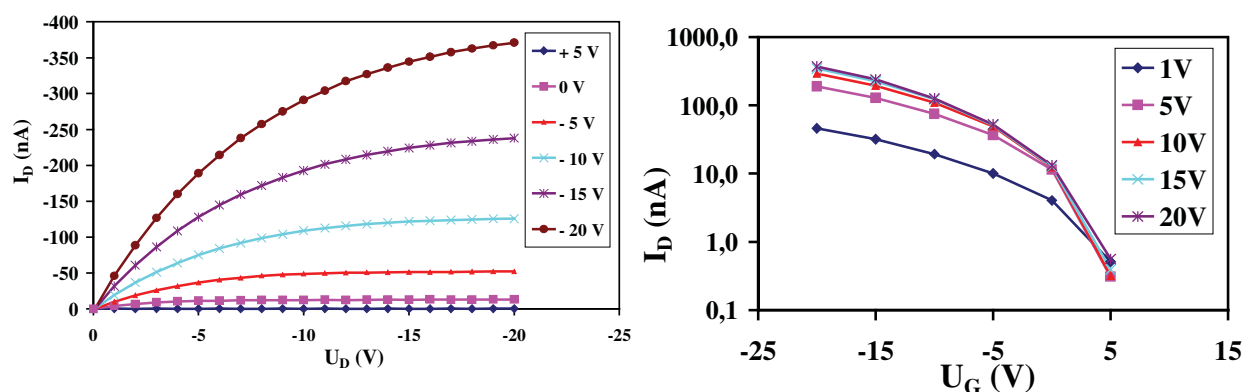 -400
-350
-300
-250
-200
-150
-100
-50
0
I_D (nA)
0 -5 -10 -15 -20 -25
U_D (V)
+ 5 V
0 V
- 5 V
- 10 V
- 15 V
- 20 V
1000,0
100,0
10,0
1,0
0,1
I_D (nA)
-25 -15 -5 5 15
U_G (V)
1V
5V
10V
15V
20V